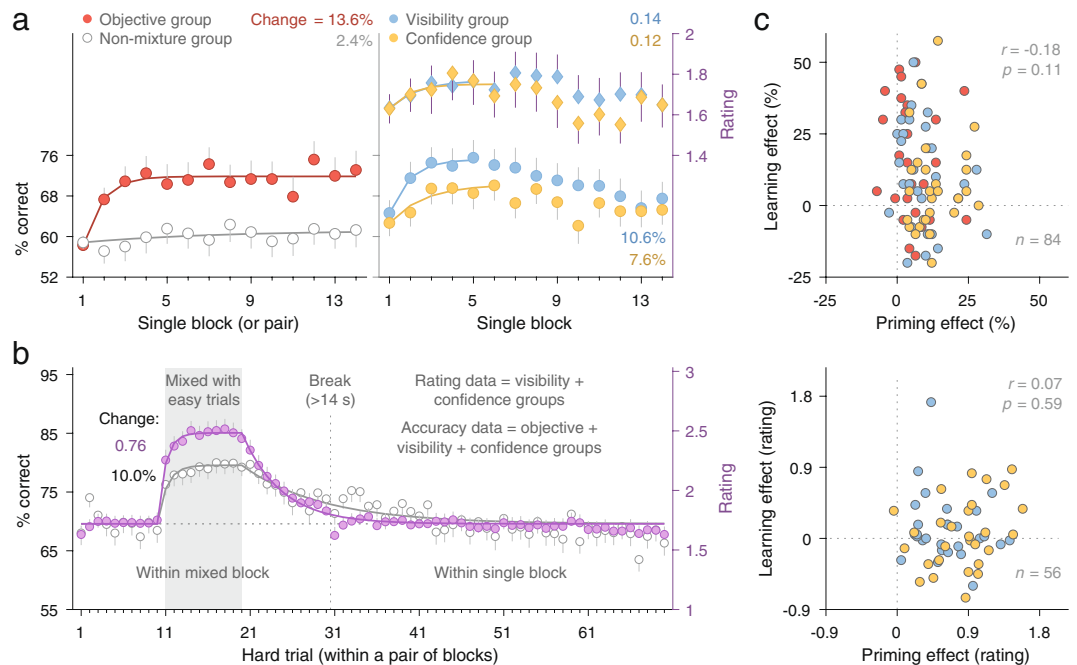 a
Objective group
Change = 13.6%
Non-mixture group
2.4%
Visibility group
0.14
Confidence group
0.12
2
1.8
1.6
1.4
Rating
76
72
68
64
60
56
52
% correct
10.6%
7.6%
1
5
9
13
Single block (or pair)
1
5
9
13
Single block
b
95
85
75
65
55
% correct
Mixed with
easy trials
Break
(>14 s)
Rating data = visibility +
confidence groups
Accuracy data = objective +
visibility + confidence groups
Change:
0.76
10.0%
Within mixed block
Within single block
3
2.5
2
1.5
1
Rating
1
11
21
31
41
51
61
Hard trial (within a pair of blocks)
c
50
25
0
-25
Learning effect (%)
r = -0.18
p = 0.11
n = 84
-25
0
25
50
Priming effect (%)
1.8
0.9
0
-0.9
Learning effect (rating)
r = 0.07
p = 0.59
n = 56
-0.9
0
0.9
1.8
Priming effect (rating)